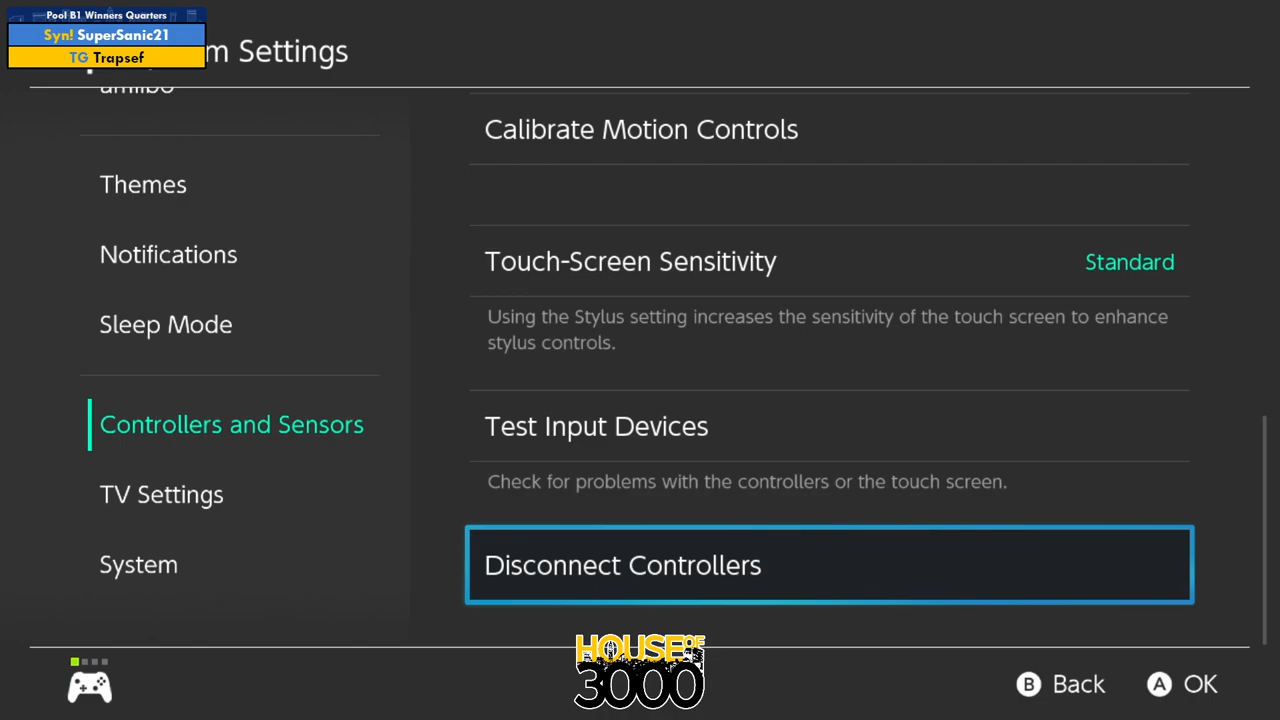 Pool B1 Winners Quarters
Syn! SuperSanic21
TG Trapsef
m Settings
amiibo
Themes
Notifications
Sleep Mode
Controllers and Sensors
TV Settings
System
Calibrate Motion Controls
Touch-Screen Sensitivity Standard
Using the Stylus setting increases the sensitivity of the touch screen to enhance
stylus controls.
Test Input Devices
Check for problems with the controllers or the touch screen.
Disconnect Controllers
HOUSE OF
3000
B Back A OK